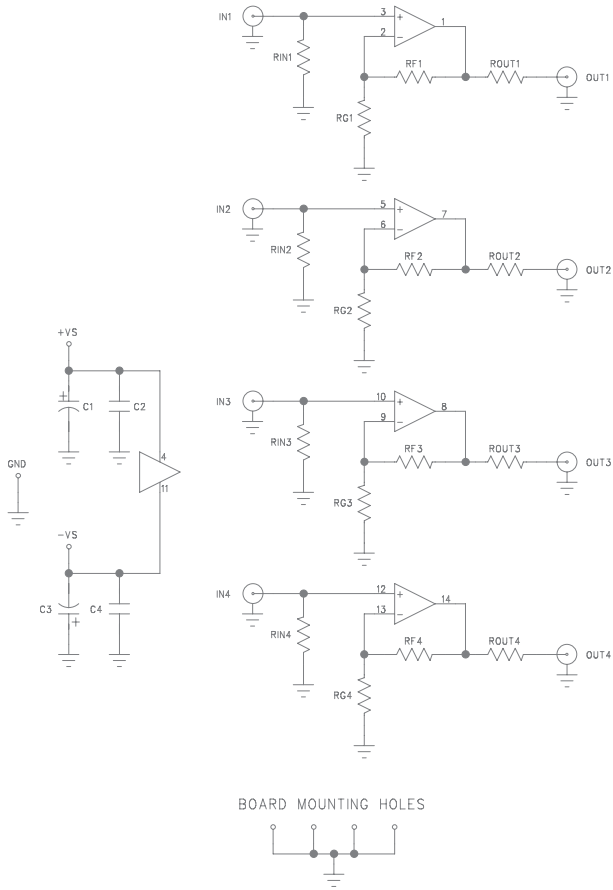 IN1
3
+
1
2
−
RIN1
RF1
ROUT1
OUT1
RG1
IN2
5
+
7
6
−
RIN2
RF2
ROUT2
OUT2
RG2
+VS
+
C1
C2
4
11
GND
−VS
C3
+
C4
IN3
10
+
8
9
−
RIN3
RF3
ROUT3
OUT3
RG3
IN4
12
+
14
13
−
RIN4
RF4
ROUT4
OUT4
RG4
BOARD MOUNTING HOLES